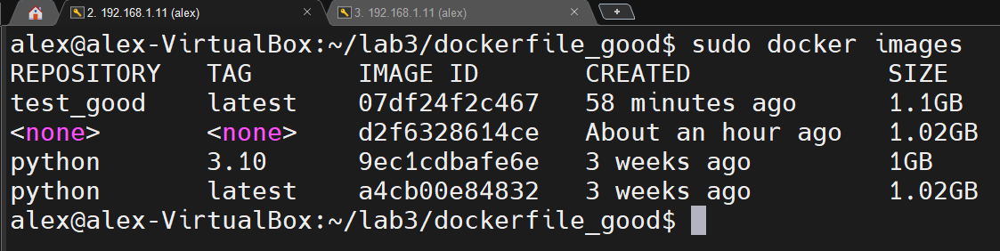 2. 192.168.1.11 (alex) 3. 192.168.1.11 (alex)
alex@alex-VirtualBox:~/lab3/dockerfile_good$ sudo docker images
REPOSITORY TAG IMAGE ID CREATED SIZE
test_good latest 07df24f2c467 58 minutes ago 1.1GB
<none> <none> d2f6328614ce About an hour ago 1.02GB
python 3.10 9ec1cdbafe6e 3 weeks ago 1GB
python latest a4cb00e84832 3 weeks ago 1.02GB
alex@alex-VirtualBox:~/lab3/dockerfile_good$